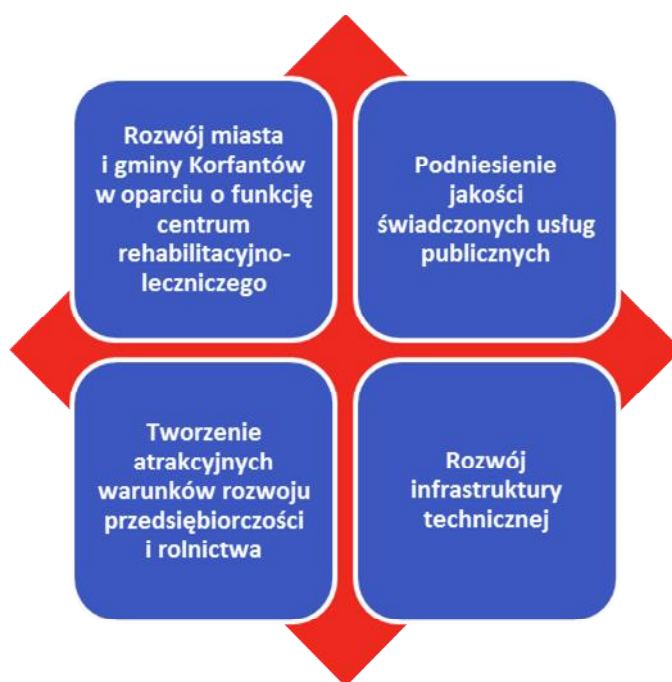 Rozwój miasta
i gminy Korfantów
w oparciu o funkcję
centrum
rehabilitacyjno-
leczniczego
Podniesienie
jakości
świadczonych usług
publicznych
Tworzenie
atrakcyjnych
warunków rozwoju
przedsiębiorczości
i rolnictwa
Rozwój
infrastruktury
technicznej